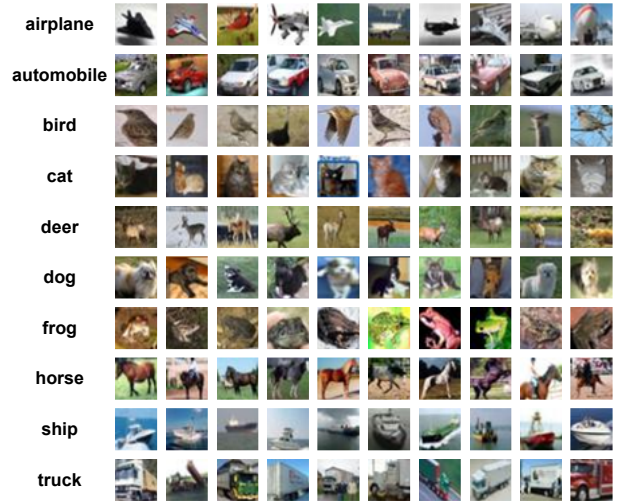 airplane
automobile
bird
cat
deer
dog
frog
horse
ship
truck